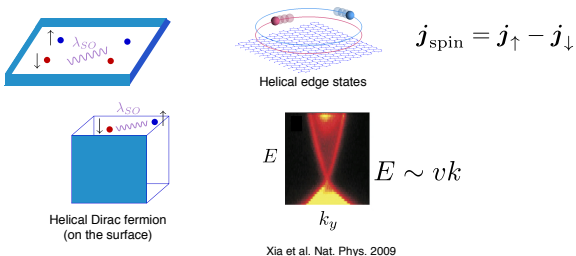 ↑ λ_SO
↓
Helical edge states
j_spin = j_↑ − j_↓
λ_SO
↓ ↑
Helical Dirac fermion
(on the surface)
E
k_y
E ∼ vk
Xia et al. Nat. Phys. 2009